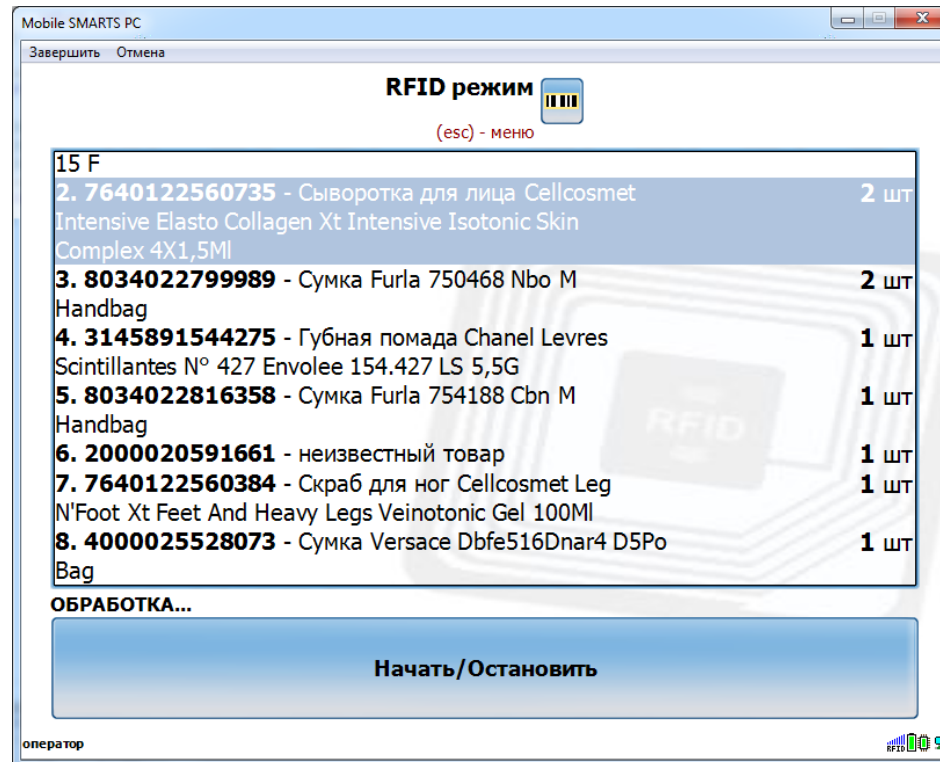 Mobile SMARTS PC
Завершить Отмена
RFID режим
(esc) - меню
15 F
2. 7640122560735 - Сыворотка для лица Cellcosmet 2 шт
Intensive Elasto Collagen Xt Intensive Isotonic Skin
Complex 4X1,5Ml
3. 8034022799989 - Сумка Furla 750468 Nbo M 2 шт
Handbag
4. 3145891544275 - Губная помада Chanel Levres 1 шт
Scintillantes N° 427 Envolee 154.427 LS 5,5G
5. 8034022816358 - Сумка Furla 754188 Cbn M 1 шт
Handbag
6. 2000020591661 - неизвестный товар 1 шт
7. 7640122560384 - Скраб для ног Cellcosmet Leg 1 шт
N'Foot Xt Feet And Heavy Legs Veinotonic Gel 100Ml
8. 4000025528073 - Сумка Versace Dbfe516Dnar4 D5Po 1 шт
Bag
RFID
ОБРАБОТКА...
Начать/Остановить
оператор
RFID